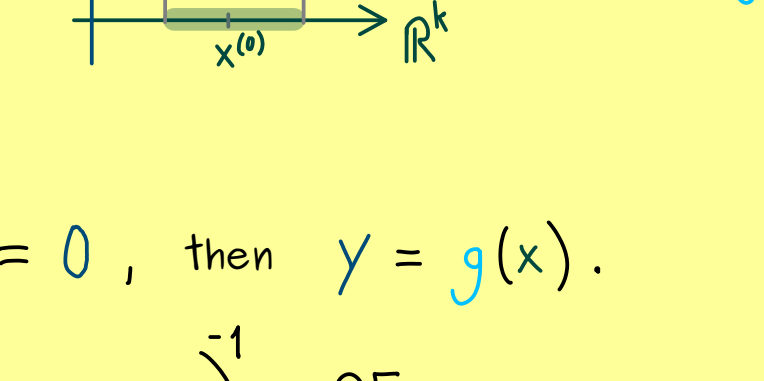 ℝᵏ
x⁽⁰⁾
= 0 , then y = g(x) .
-1